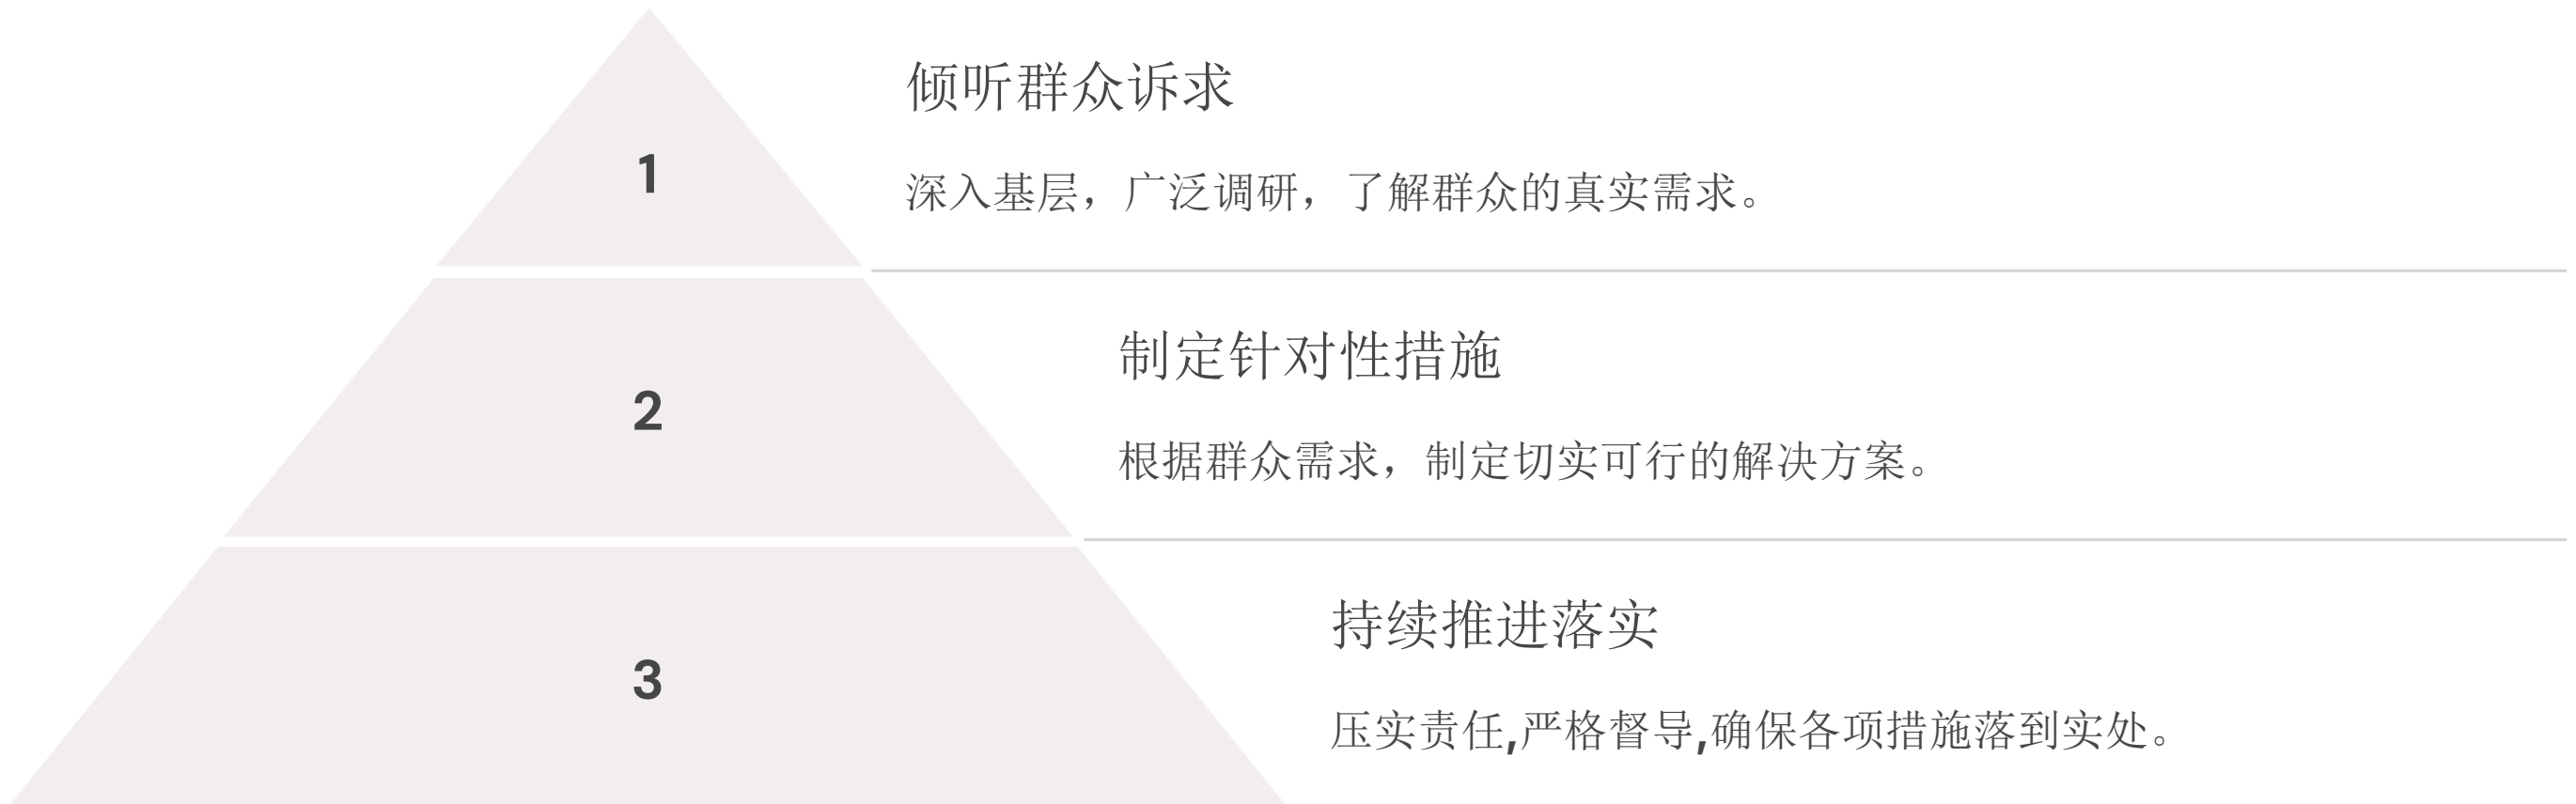 1
倾听群众诉求
深入基层，广泛调研，了解群众的真实需求。
2
制定针对性措施
根据群众需求，制定切实可行的解决方案。
3
持续推进落实
压实责任,严格督导,确保各项措施落到实处。